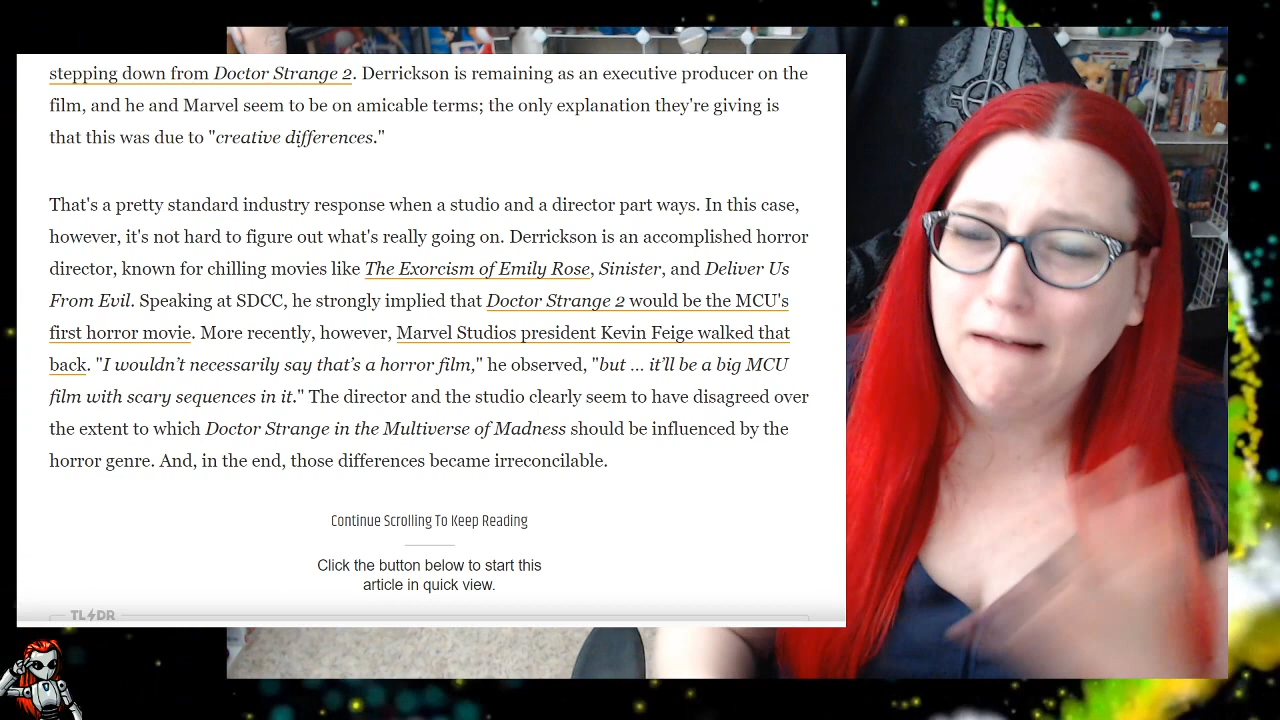 stepping down from Doctor Strange 2. Derrickson is remaining as an executive producer on the
film, and he and Marvel seem to be on amicable terms; the only explanation they're giving is
that this was due to "creative differences."
That's a pretty standard industry response when a studio and a director part ways. In this case,
however, it's not hard to figure out what's really going on. Derrickson is an accomplished horror
director, known for chilling movies like The Exorcism of Emily Rose, Sinister, and Deliver Us
From Evil. Speaking at SDCC, he strongly implied that Doctor Strange 2 would be the MCU's
first horror movie. More recently, however, Marvel Studios president Kevin Feige walked that
back. "I wouldn’t necessarily say that’s a horror film," he observed, "but … it’ll be a big MCU
film with scary sequences in it." The director and the studio clearly seem to have disagreed over
the extent to which Doctor Strange in the Multiverse of Madness should be influenced by the
horror genre. And, in the end, those differences became irreconcilable.
Continue Scrolling To Keep Reading
Click the button below to start this
article in quick view.
TL DR